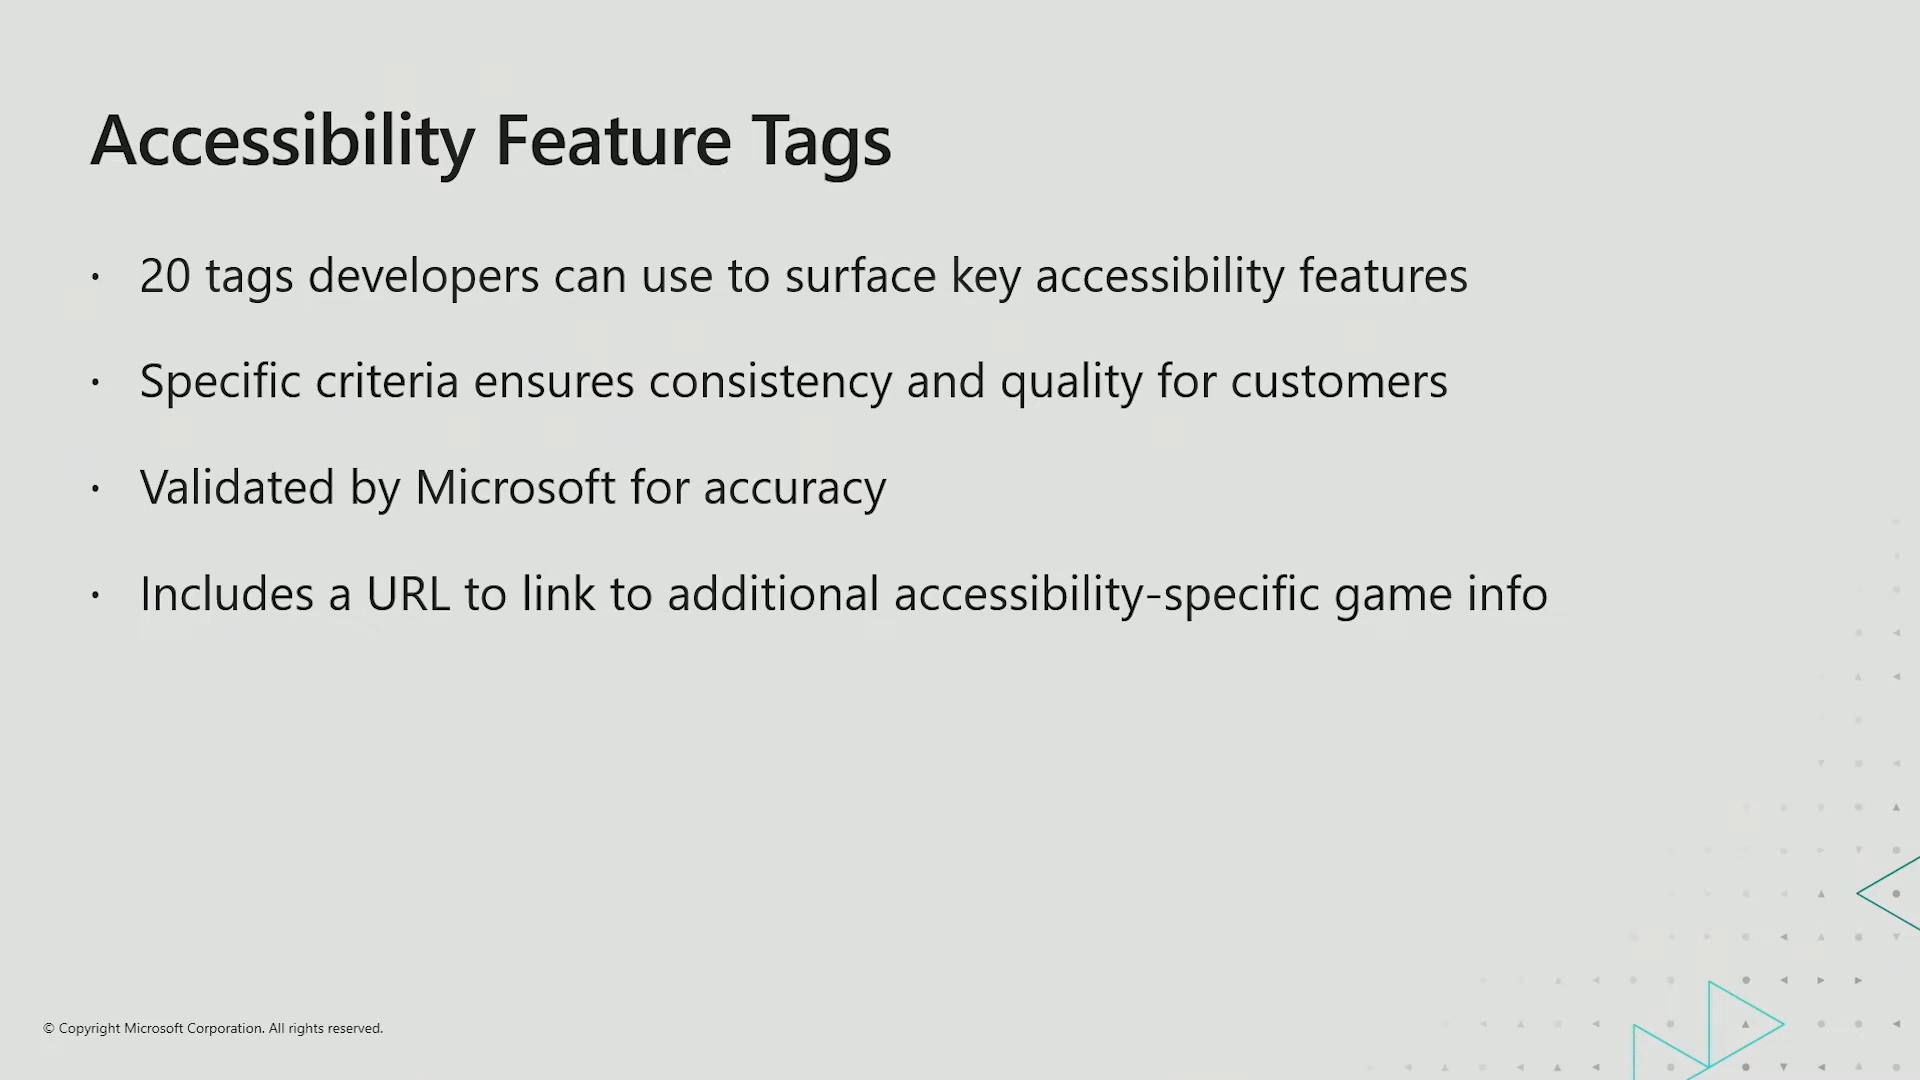 Accessibility Feature Tags
· 20 tags developers can use to surface key accessibility features
· Specific criteria ensures consistency and quality for customers
· Validated by Microsoft for accuracy
· Includes a URL to link to additional accessibility-specific game info
© Copyright Microsoft Corporation. All rights reserved.